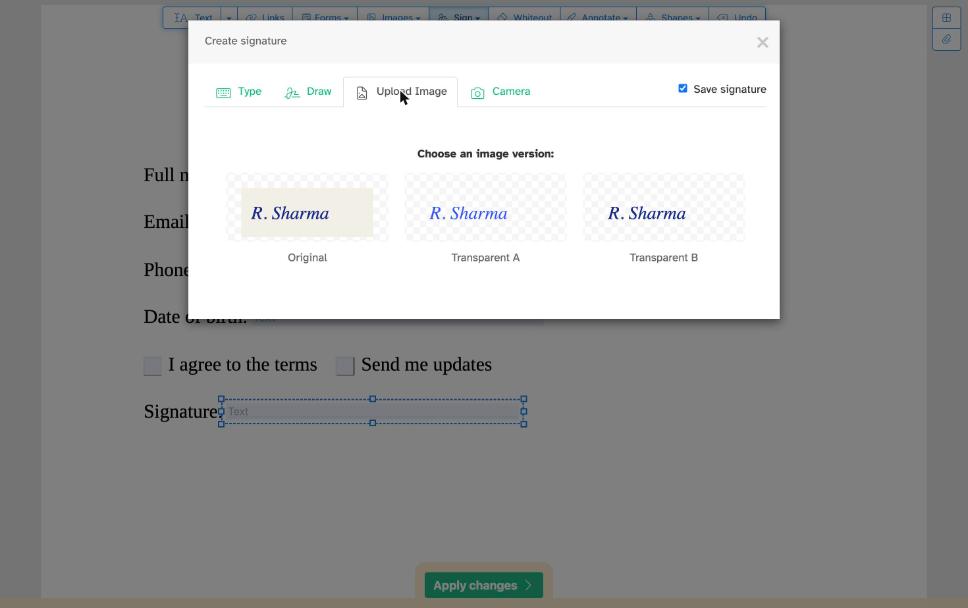 Text Links Forms Images Sign Whiteout Annotate Shapes Undo
Create signature
Type Draw Upload Image Camera Save signature
Choose an image version:
R. Sharma R. Sharma R. Sharma
Original Transparent A Transparent B
Full n
Email
Phone
Date of birth: Text
I agree to the terms Send me updates
Signature: Text
Apply changes